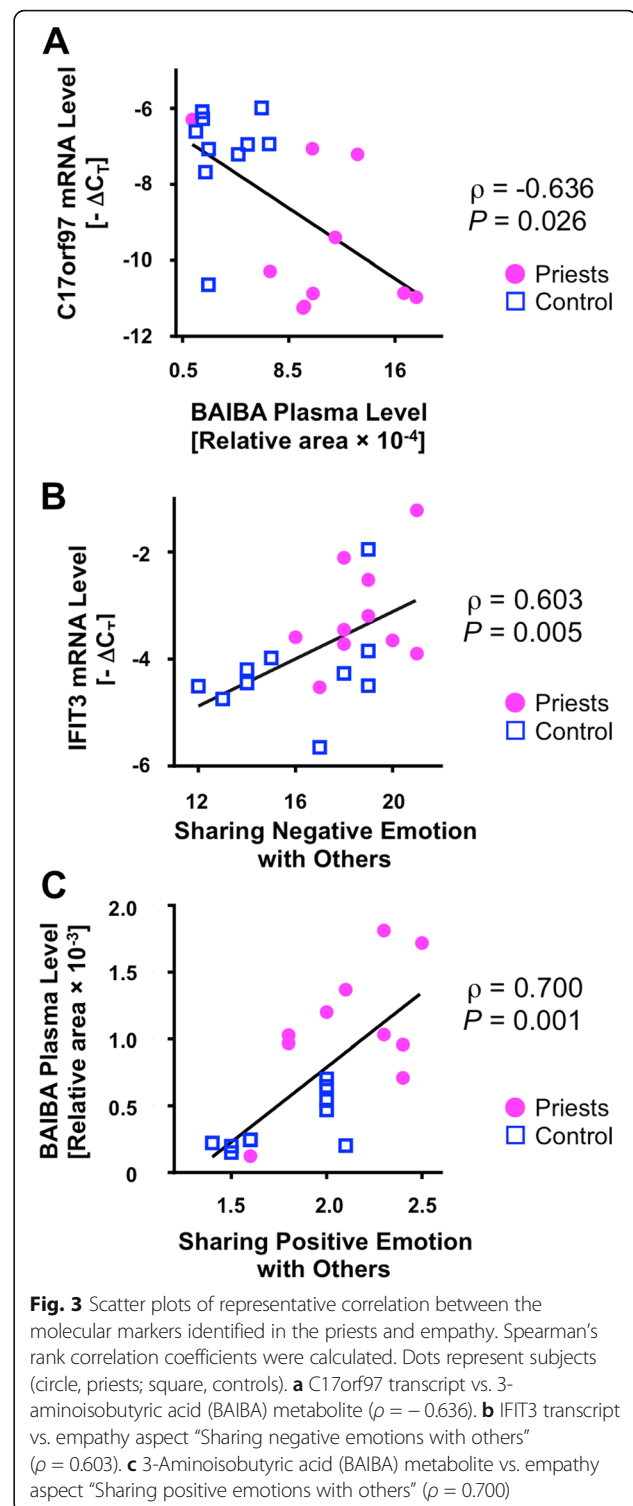 A
C17orf97 mRNA Level
[- ΔC_T]
-6
-8
-10
-12
0.5 8.5 16
BAIBA Plasma Level
[Relative area × 10⁻⁴]
ρ = -0.636
P = 0.026
Priests
Control
B
IFIT3 mRNA Level
[- ΔC_T]
-2
-4
-6
12 16 20
Sharing Negative Emotion
with Others
ρ = 0.603
P = 0.005
Priests
Control
C
BAIBA Plasma Level
[Relative area × 10⁻³]
2.0
1.5
1.0
0.5
0
1.5 2.0 2.5
Sharing Positive Emotion
with Others
ρ = 0.700
P = 0.001
Priests
Control
Fig. 3 Scatter plots of representative correlation between the
molecular markers identified in the priests and empathy. Spearman's
rank correlation coefficients were calculated. Dots represent subjects
(circle, priests; square, controls). a C17orf97 transcript vs. 3-
aminoisobutyric acid (BAIBA) metabolite (ρ = − 0.636). b IFIT3 transcript
vs. empathy aspect “Sharing negative emotions with others”
(ρ = 0.603). c 3-Aminoisobutyric acid (BAIBA) metabolite vs. empathy
aspect “Sharing positive emotions with others” (ρ = 0.700)